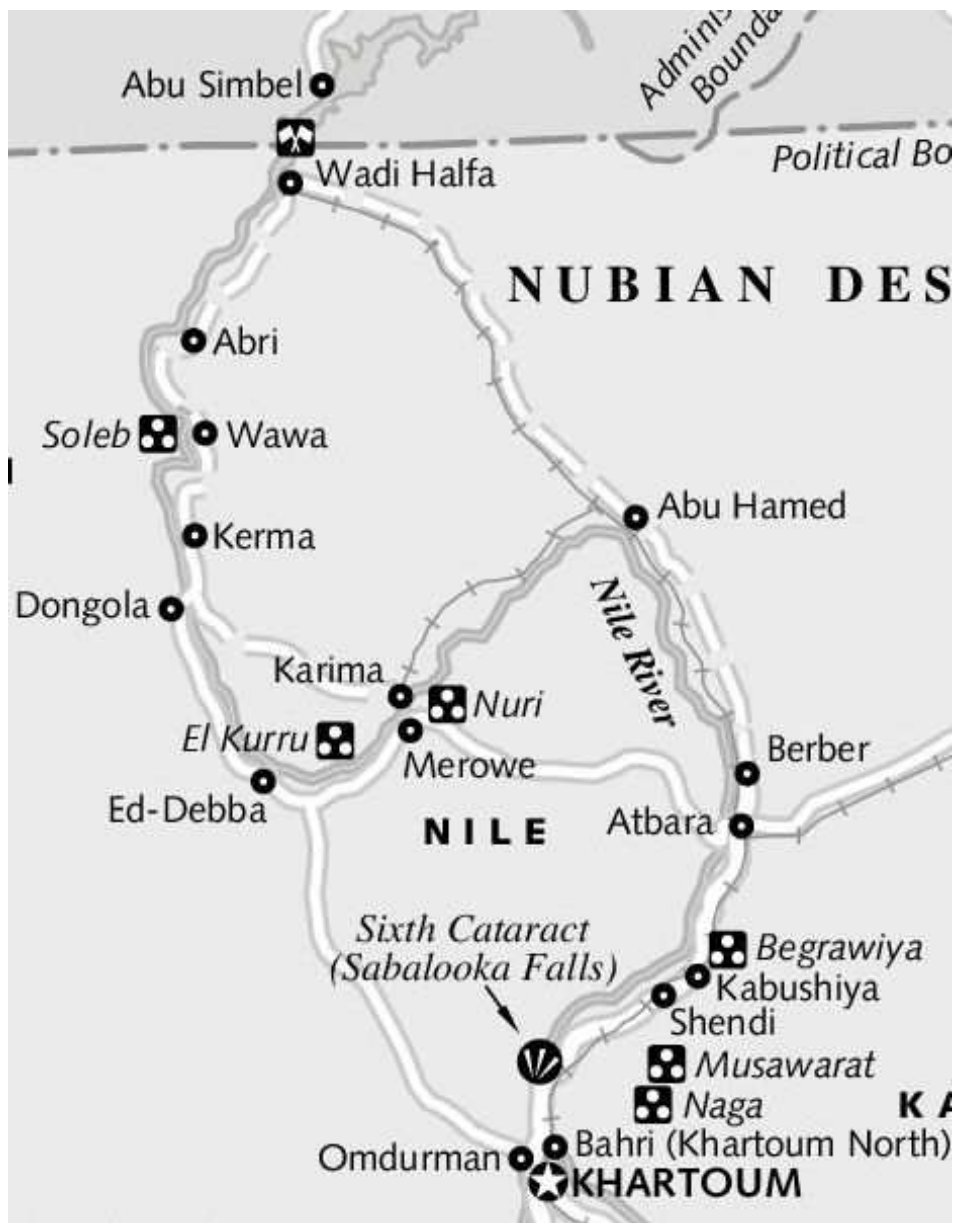 Adminis
Bounda
Abu Simbel
Political Bo
Wadi Halfa
NUBIAN DES
Abri
Soleb
Wawa
Abu Hamed
Kerma
Dongola
Nile River
Karima
Nuri
El Kurru
Merowe
Berber
Ed-Debba
NILE
Atbara
Sixth Cataract
(Sabalooka Falls)
Begrawiya
Kabushiya
Shendi
Musawarat
Naga
KA
Bahri (Khartoum North)
Omdurman
KHARTOUM